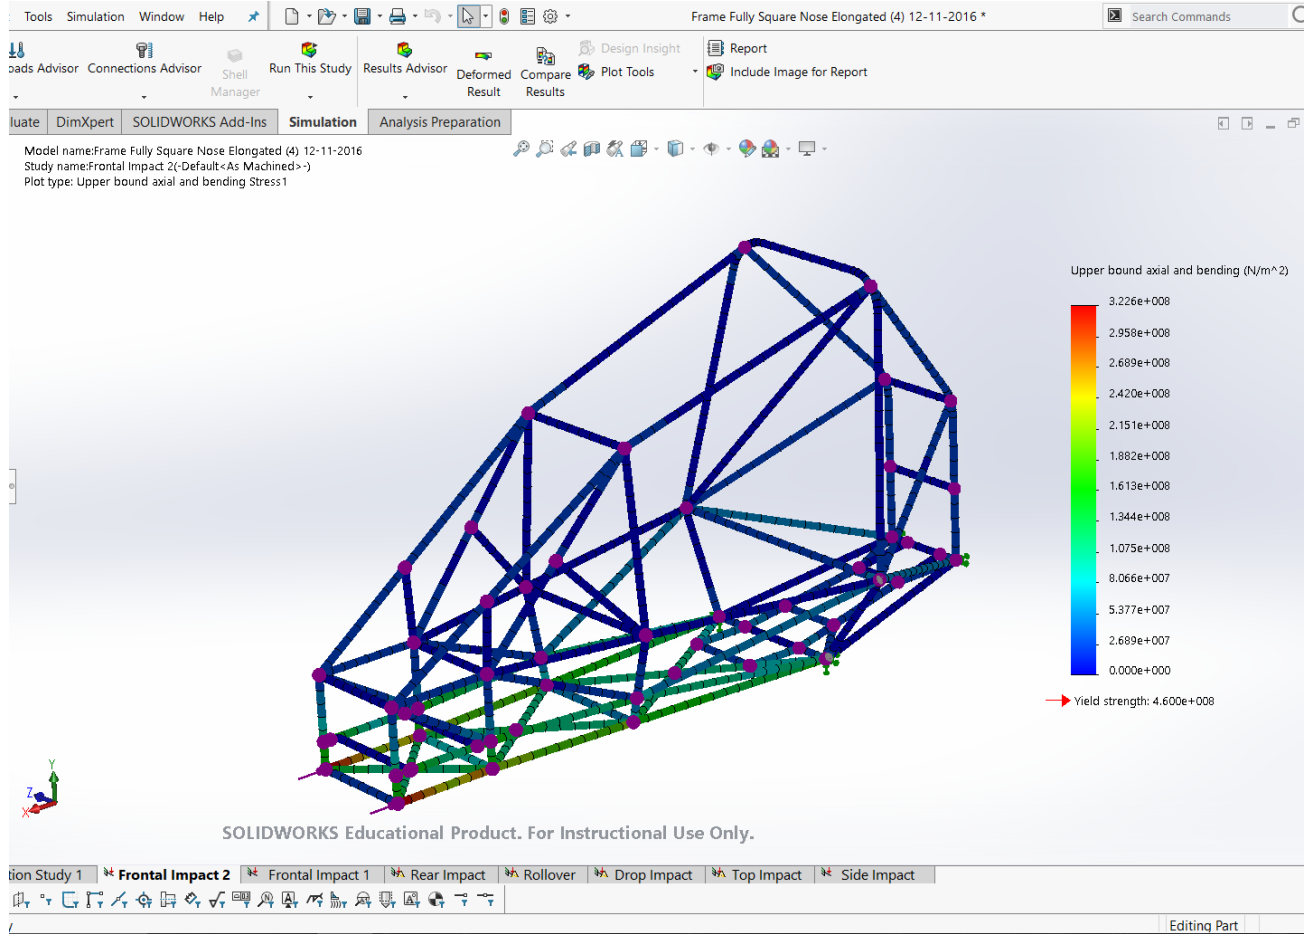 Tools Simulation Window Help Frame Fully Square Nose Elongated (4) 12-11-2016 * Search Commands
oads Advisor Connections Advisor Shell Manager Run This Study Results Advisor Deformed Result Compare Results Design Insight Plot Tools Report Include Image for Report
luate DimXpert SOLIDWORKS Add-Ins Simulation Analysis Preparation
Model name:Frame Fully Square Nose Elongated (4) 12-11-2016
Study name:Frontal Impact 2(-Default<As Machined>-)
Plot type: Upper bound axial and bending Stress1
Upper bound axial and bending (N/m^2)
3.226e+008
2.958e+008
2.689e+008
2.420e+008
2.151e+008
1.882e+008
1.613e+008
1.344e+008
1.075e+008
8.066e+007
5.377e+007
2.689e+007
0.000e+000
Yield strength: 4.600e+008
Y
Z
X
SOLIDWORKS Educational Product. For Instructional Use Only.
tion Study 1 Frontal Impact 2 Frontal Impact 1 Rear Impact Rollover Drop Impact Top Impact Side Impact
Editing Part